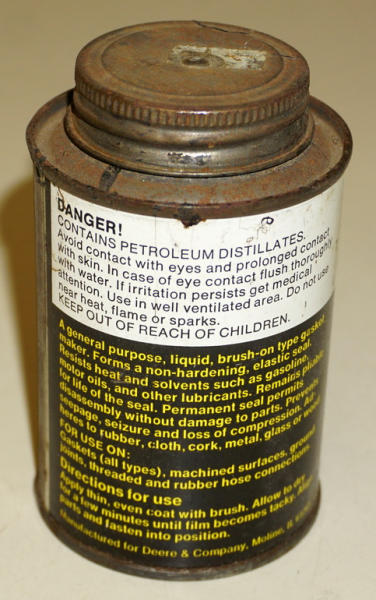 DANGER!
CONTAINS PETROLEUM DISTILLATES.
Avoid contact with eyes and prolonged contact
with skin. In case of eye contact flush thoroughly
with water. If irritation persists get medical
attention. Use in well ventilated area. Do not use
near heat, flame or sparks.
KEEP OUT OF REACH OF CHILDREN.
A general purpose, liquid, brush-on type gasket
maker. Forms a non-hardening, elastic seal.
Resists heat and solvents such as gasoline,
motor oils, and other lubricants. Remains pliable
for life of the seal. Permanent seal permits
disassembly without damage to parts. Prevents
seepage, seizure and loss of compression. Ad-
heres to rubber, cloth, cork, metal, glass or wood.
FOR USE ON:
Gaskets (all types), machined surfaces, ground
joints, threaded and rubber hose connections
Directions for use
Apply thin, even coat with brush. Allow to dry
for a few minutes until film becomes tacky.
parts and fasten into position.
Manufactured for Deere & Company, Moline, IL